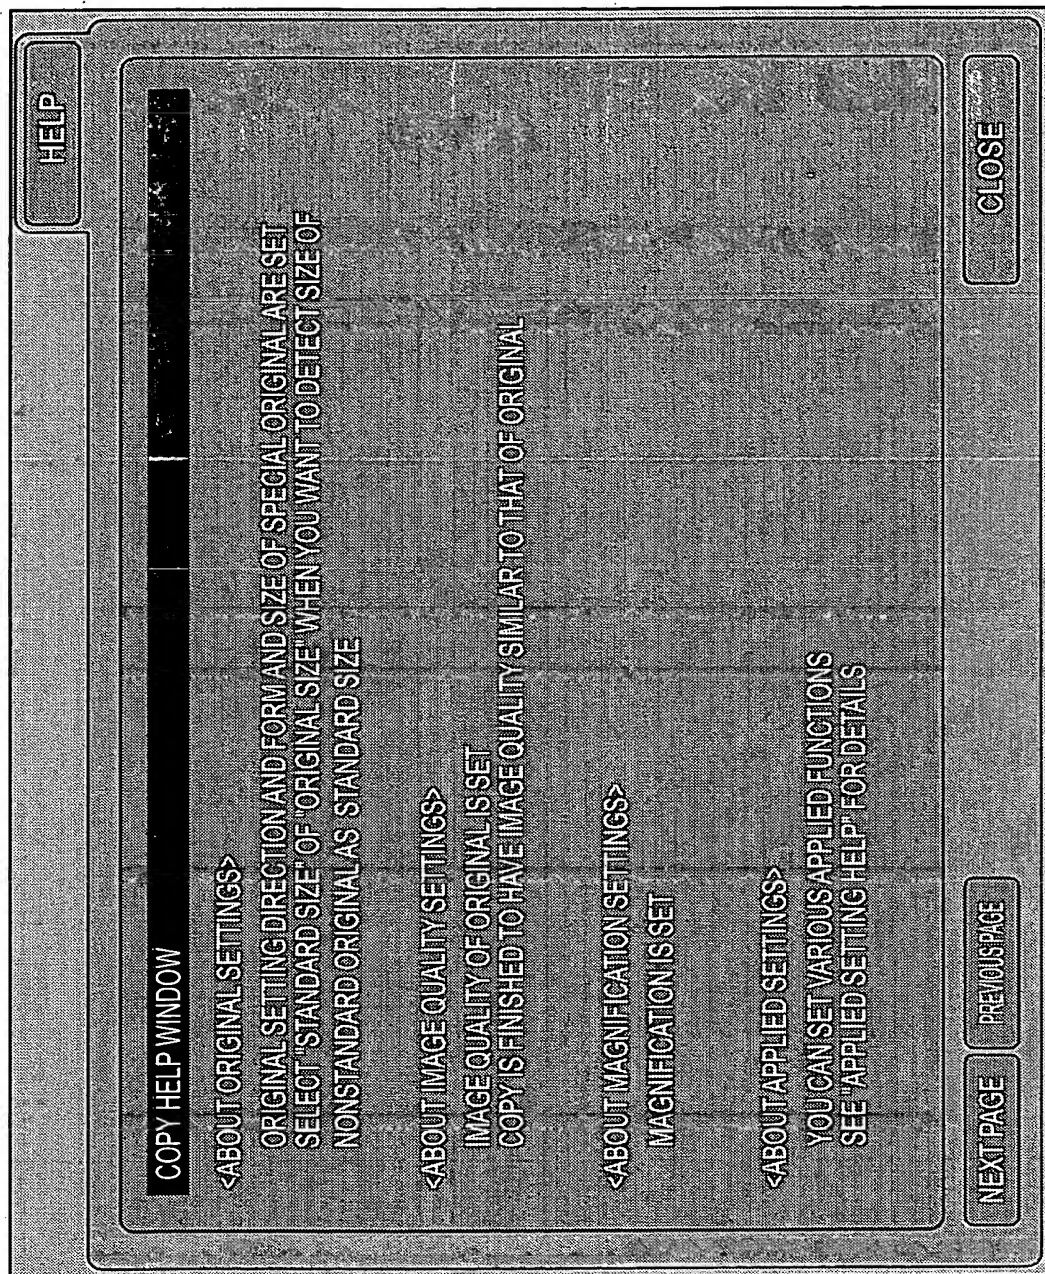 HELP
COPY HELP WINDOW
<ABOUT ORIGINAL SETTINGS>
ORIGINAL SETTING DIRECTION AND FORM AND SIZE OF SPECIAL ORIGINAL ARE SET
SELECT "STANDARD SIZE" OF "ORIGINAL SIZE" WHEN YOU WANT TO DETECT SIZE OF
NONSTANDARD ORIGINAL AS STANDARD SIZE
<ABOUT IMAGE QUALITY SETTINGS>
IMAGE QUALITY OF ORIGINAL IS SET
COPY IS FINISHED TO HAVE IMAGE QUALITY SIMILAR TO THAT OF ORIGINAL
<ABOUT MAGNIFICATION SETTINGS>
MAGNIFICATION IS SET
<ABOUT APPLIED SETTINGS>
YOU CAN SET VARIOUS APPLIED FUNCTIONS
SEE "APPLIED SETTING HELP" FOR DETAILS
NEXT PAGE
PREVIOUS PAGE
CLOSE